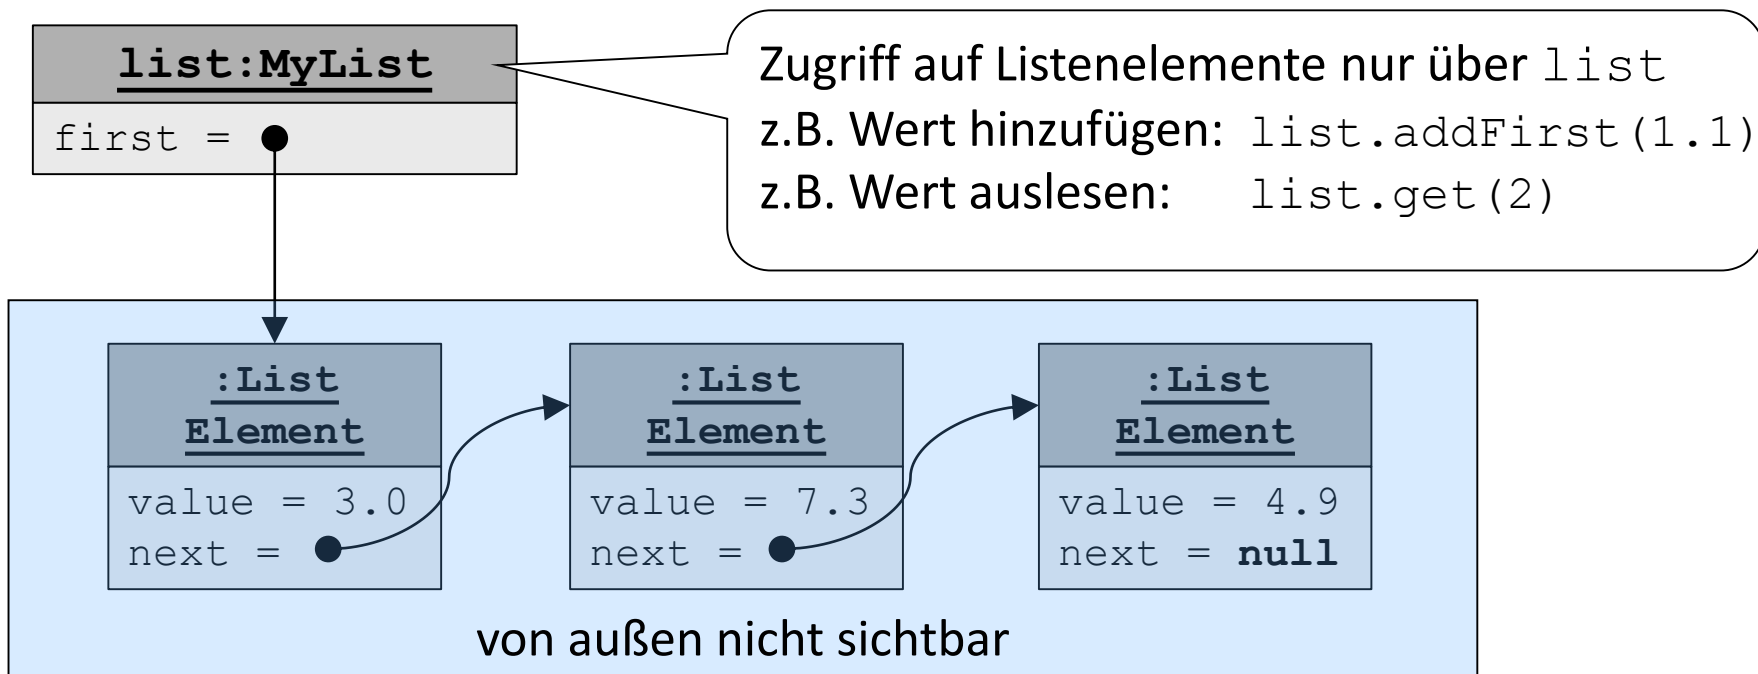 list:MyList
first =
Zugriff auf Listenelemente nur über list
z.B. Wert hinzufügen: list.addFirst(1.1)
z.B. Wert auslesen: list.get(2)
:List
Element
value = 3.0
next =
:List
Element
value = 7.3
next =
:List
Element
value = 4.9
next = null
von außen nicht sichtbar